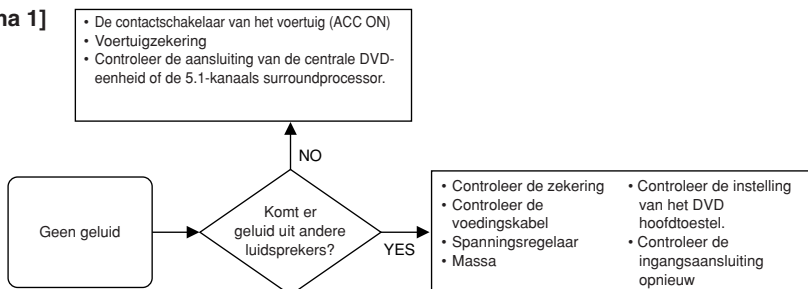 na 1]
• De contactschakelaar van het voertuig (ACC ON)
• Voertuigzekering
• Controleer de aansluiting van de centrale DVD-
eenheid of de 5.1-kanaals surroundprocessor.
NO
Geen geluid
Komt er
geluid uit andere
luidsprekers?
YES
• Controleer de zekering
• Controleer de
voedingskabel
• Spanningsregelaar
• Massa
• Controleer de instelling
van het DVD
hoofdtoestel.
• Controleer de
ingangsaansluiting
opnieuw